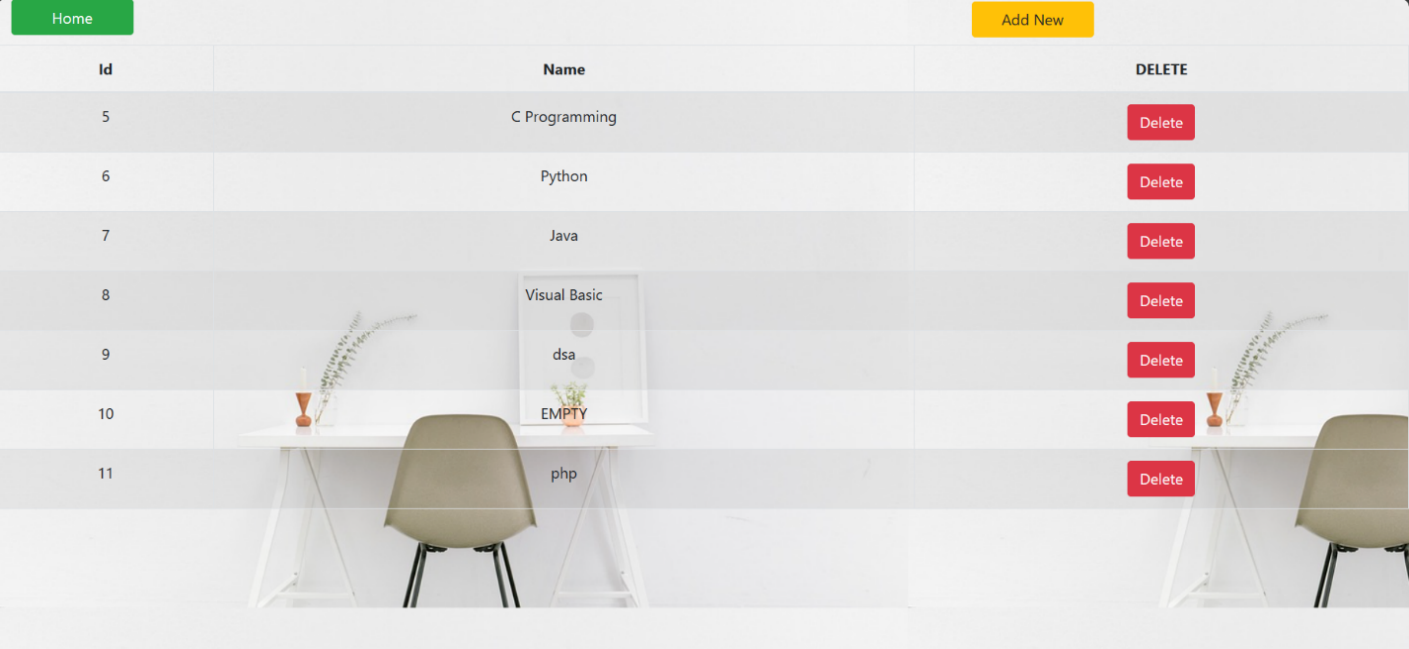 Home Add New
Id Name DELETE
5 C Programming Delete
6 Python Delete
7 Java Delete
8 Visual Basic Delete
9 dsa Delete
10 EMPTY Delete
11 php Delete